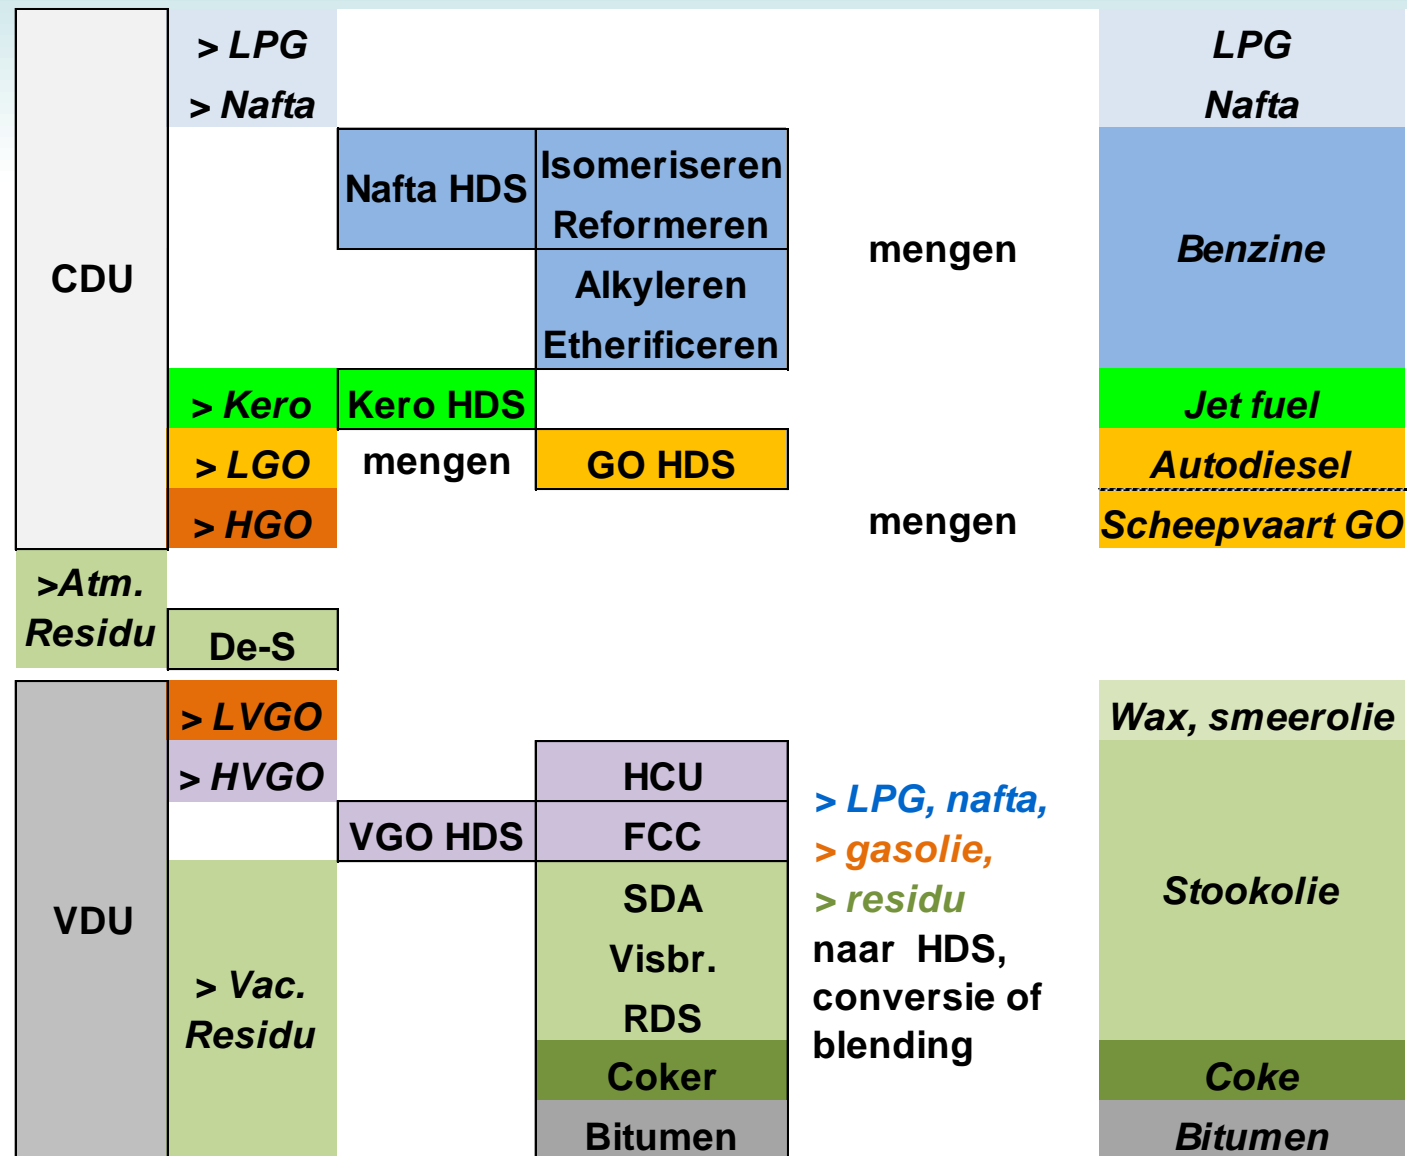 CDU
> LPG
> Nafta
Nafta HDS
Isomeriseren
Reformeren
Alkyleren
Etherificeren
mengen
LPG
Nafta
Benzine
> Kero
Kero HDS
Jet fuel
> LGO
mengen
GO HDS
Autodiesel
> HGO
mengen
Scheepvaart GO
>Atm.
Residu
De-S
VDU
> LVGO
Wax, smeerolie
> HVGO
HCU
VGO HDS
FCC
> Vac.
Residu
SDA
Visbr.
RDS
Coker
Bitumen
> LPG, nafta,
> gasolie,
> residu
naar HDS,
conversie of
blending
Stookolie
Coke
Bitumen